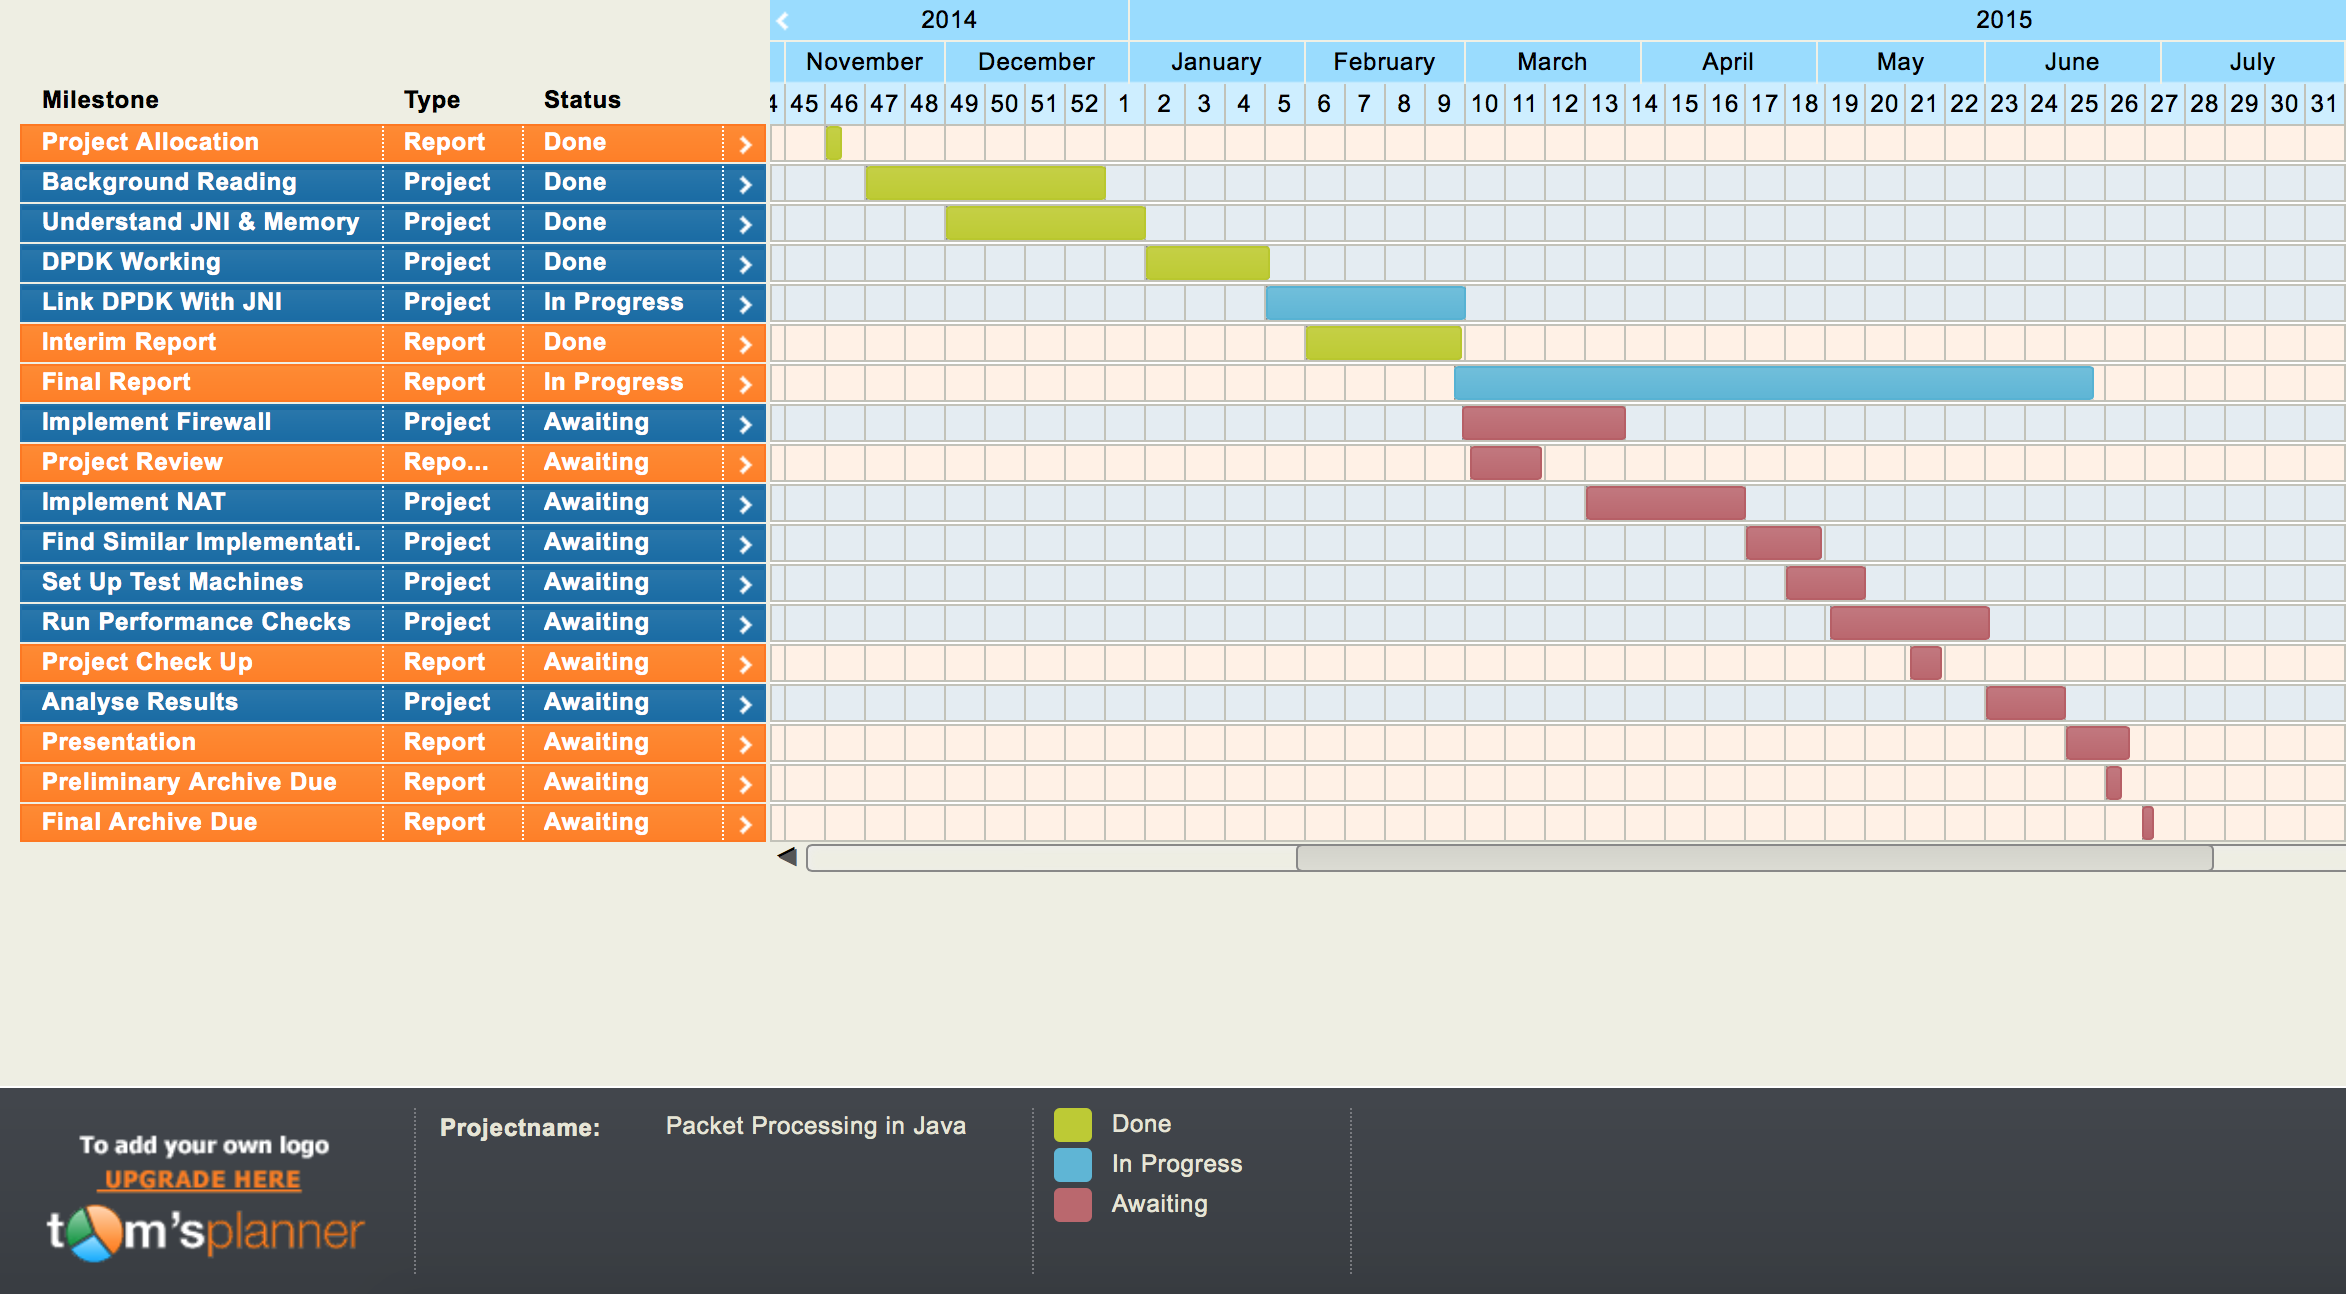 2014 2015
November December January February March April May June July
Milestone Type Status 45 46 47 48 49 50 51 52 1 2 3 4 5 6 7 8 9 10 11 12 13 14 15 16 17 18 19 20 21 22 23 24 25 26 27 28 29 30 31
Project Allocation Report Done
Background Reading Project Done
Understand JNI & Memory Project Done
DPDK Working Project Done
Link DPDK With JNI Project In Progress
Interim Report Report Done
Final Report Report In Progress
Implement Firewall Project Awaiting
Project Review Repo... Awaiting
Implement NAT Project Awaiting
Find Similar Implementati. Project Awaiting
Set Up Test Machines Project Awaiting
Run Performance Checks Project Awaiting
Project Check Up Report Awaiting
Analyse Results Project Awaiting
Presentation Report Awaiting
Preliminary Archive Due Report Awaiting
Final Archive Due Report Awaiting
To add your own logo
UPGRADE HERE
tom'splanner
Projectname: Packet Processing in Java
Done
In Progress
Awaiting